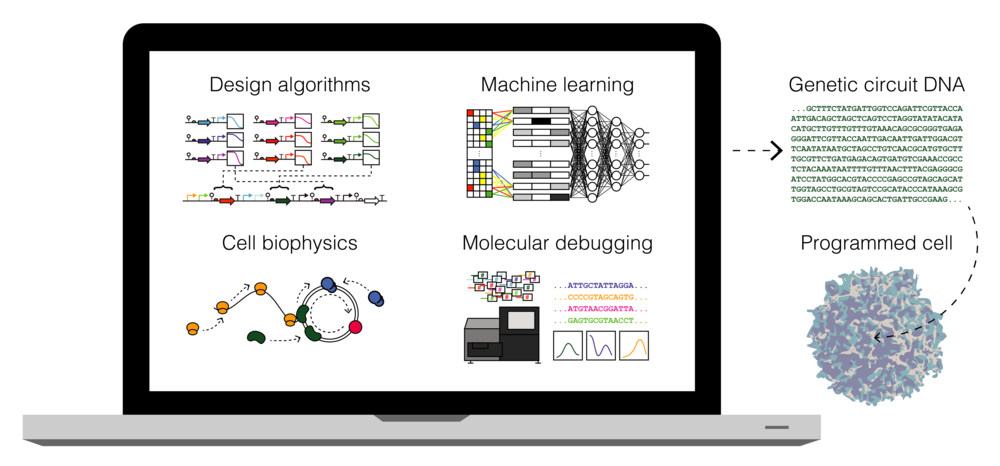 Design algorithms
Machine learning
Cell biophysics
Molecular debugging
...ATTGCTATTAGGA...
...CCCCGTAGCAGTG...
...ATGTAACGGATTA...
...GAGTGCGTAACCT...
Genetic circuit DNA
...GCTTTCTATGATTGGTCCAGATTCGTTACCA
ATTGACAGCTAGCTCAGTCCTAGGTATATACATA
CATGCTTGTTTGTTTGTAAACAGCGCGGGTGAGA
GGGATTCGTTACCAATTGACAATTGATTGGACGT
TCAATATAATGCTAGCCTGTCAACGCATGTGCTT
TGCGTTCTGATGAGACAGTGATGTCGAAACCGCC
TCTACAAATAATTTTGTTTAACTTTACGAGGGCG
ATCCTATGGCACGTACCCCGAGCCGTAGCAGCAT
TGGTAGCCTGCGTAGTCCGCATACCCATAAAGCG
TGGACCAATAAAGCAGCACTGATTGCCGAAG...
Programmed cell